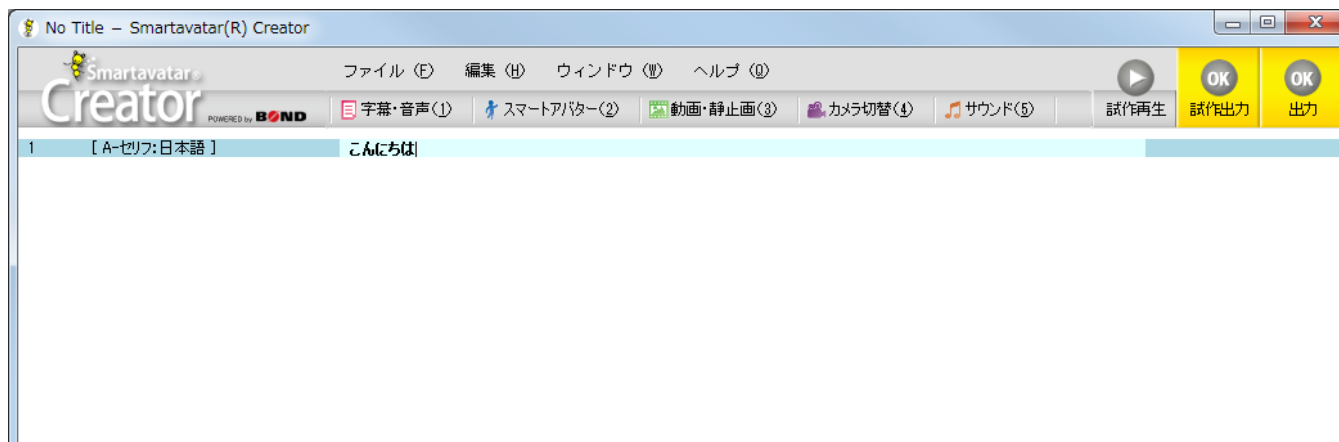 No Title – Smartavatar(R) Creator
Smartavatar®
Creator
POWERED by BOND
ファイル (F) 編集 (H) ウィンドウ (W) ヘルプ (Q)
字幕・音声(1) スマートアバター(2) 動画・静止画(3) カメラ切替(4) サウンド(5)
試作再生
OK 試作出力
OK 出力
1 [ A-セリフ:日本語 ] こんにちは